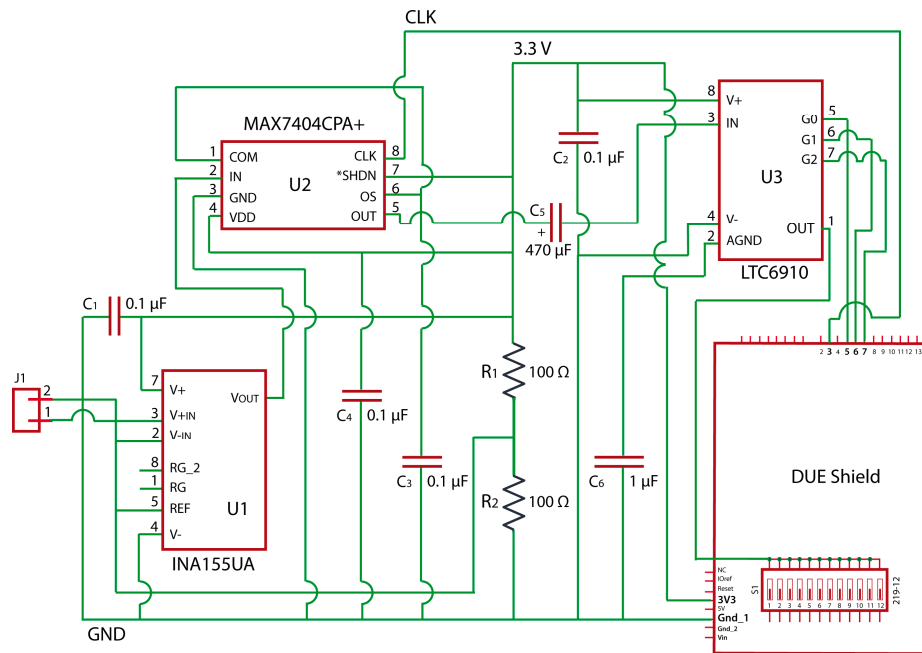 CLK
3.3 V
MAX7404CPA+
1 COM CLK 8
2 IN *SHDN 7
3 GND U2 OS 6
4 VDD OUT 5
C2 0.1 µF
C5
+
470 µF
8 V+ G0 5
3 IN G1 6
G2 7
U3
4 V- OUT 1
2 AGND
LTC6910
C1 0.1 µF
J1
2
1
7 V+ VOUT
3 V+IN
2 V-IN
8 RG_2
1 RG
5 REF U1
4 V-
INA155UA
C4 0.1 µF
C3 0.1 µF
R1 100 Ω
R2 100 Ω
C6 1 µF
GND
2 3 4 5 6 7 8 9 10 11 12 13
DUE Shield
NC
IOref
Reset
3V3
5V
Gnd_1
Gnd_2
Vin
S1
1 2 3 4 5 6 7 8 9 10 11 12
219-12